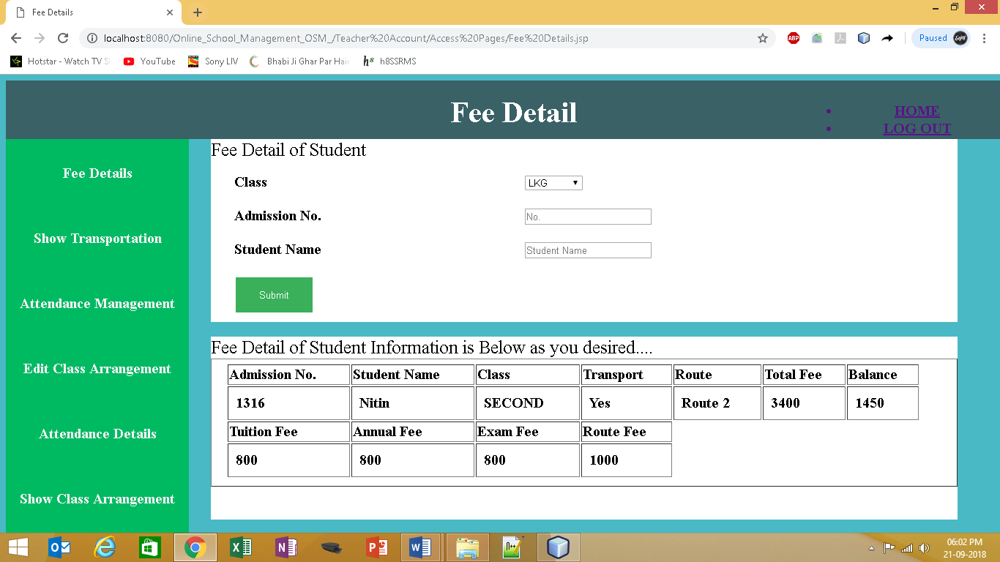 Fee Details
localhost:8080/Online_School_Management_OSM_/Teacher%20Account/Access%20Pages/Fee%20Details.jsp
ABP
Paused
Hotstar - Watch TV S
YouTube
Sony LIV
Bhabi Ji Ghar Par Hain
h8SSRMS
Fee Detail
HOME
LOG OUT
Fee Details
Show Transportation
Attendance Management
Edit Class Arrangement
Attendance Details
Show Class Arrangement
Fee Detail of Student
Class LKG
Admission No. No.
Student Name Student Name
Submit
Fee Detail of Student Information is Below as you desired....
Admission No. Student Name Class Transport Route Total Fee Balance
1316 Nitin SECOND Yes Route 2 3400 1450
Tuition Fee Annual Fee Exam Fee Route Fee
800 800 800 1000
06:02 PM
21-09-2018